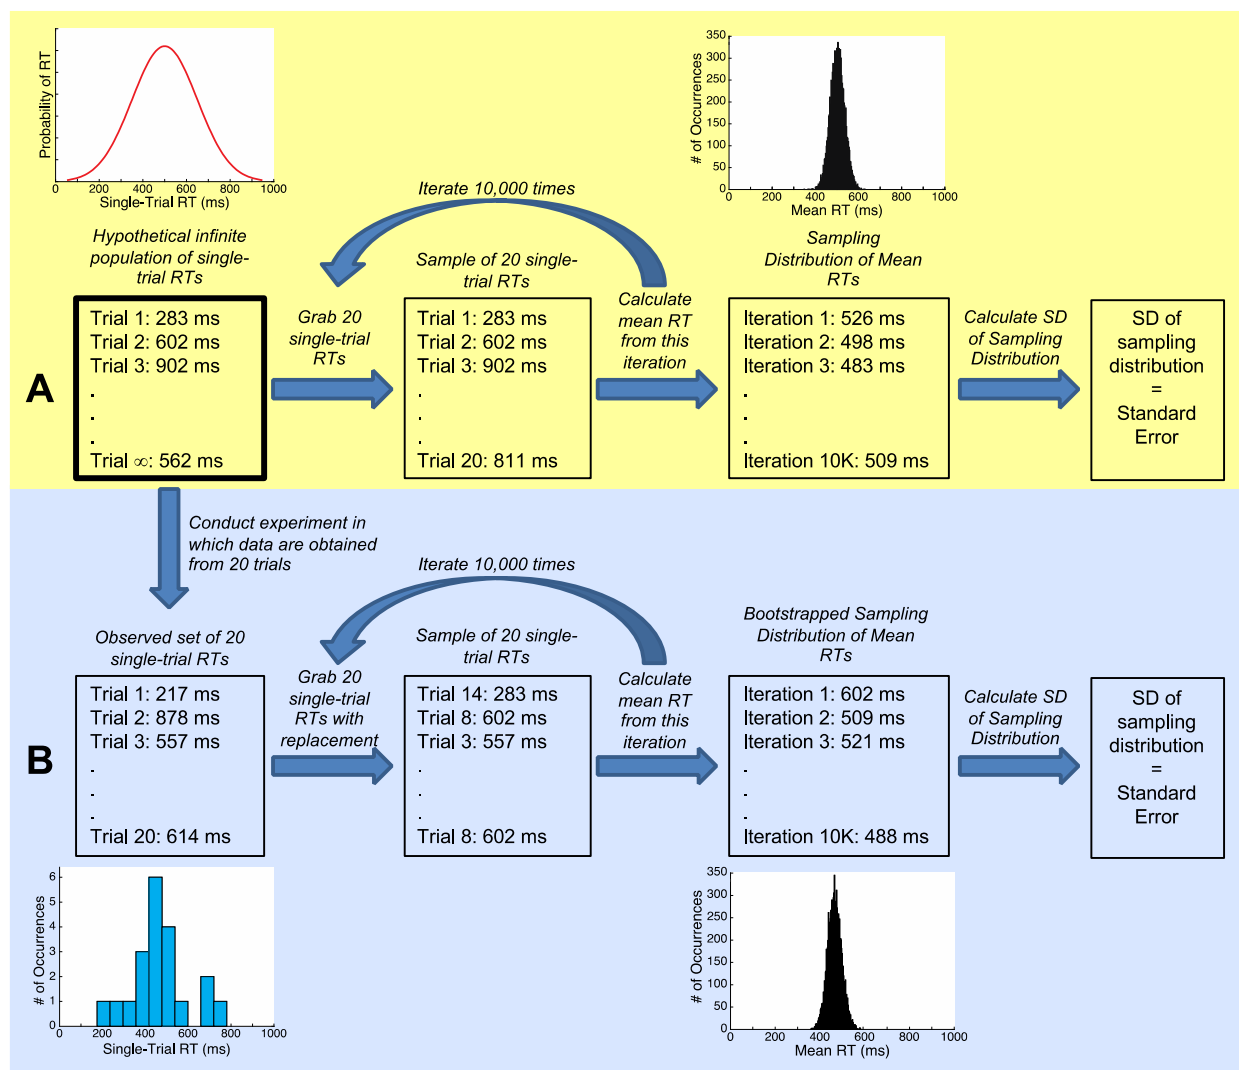 Probability of RT
0
200
400
600
800
1000
Single-Trial RT (ms)
# of Occurrences
350
300
250
200
150
100
50
0
0
200
400
600
800
1000
Mean RT (ms)
Iterate 10,000 times
Hypothetical infinite
population of single-
trial RTs
Sample of 20 single-
trial RTs
Sampling
Distribution of Mean
RTs
A
Trial 1: 283 ms
Trial 2: 602 ms
Trial 3: 902 ms
.
.
.
Trial ∞: 562 ms
Grab 20
single-trial
RTs
Trial 1: 283 ms
Trial 2: 602 ms
Trial 3: 902 ms
.
.
.
Trial 20: 811 ms
Calculate
mean RT
from this
iteration
Iteration 1: 526 ms
Iteration 2: 498 ms
Iteration 3: 483 ms
.
.
.
Iteration 10K: 509 ms
Calculate SD
of Sampling
Distribution
SD of
sampling
distribution
=
Standard
Error
Conduct experiment in
which data are obtained
from 20 trials
Iterate 10,000 times
Observed set of 20
single-trial RTs
Sample of 20 single-
trial RTs
Bootstrapped Sampling
Distribution of Mean
RTs
B
Trial 1: 217 ms
Trial 2: 878 ms
Trial 3: 557 ms
.
.
.
Trial 20: 614 ms
Grab 20
single-trial
RTs with
replacement
Trial 14: 283 ms
Trial 8: 602 ms
Trial 3: 557 ms
.
.
.
Trial 8: 602 ms
Calculate
mean RT
from this
iteration
Iteration 1: 602 ms
Iteration 2: 509 ms
Iteration 3: 521 ms
.
.
.
Iteration 10K: 488 ms
Calculate SD
of Sampling
Distribution
SD of
sampling
distribution
=
Standard
Error
# of Occurrences
6
5
4
3
2
1
0
0
200
400
600
800
1000
Single-Trial RT (ms)
# of Occurrences
350
300
250
200
150
100
50
0
0
200
400
600
800
1000
Mean RT (ms)